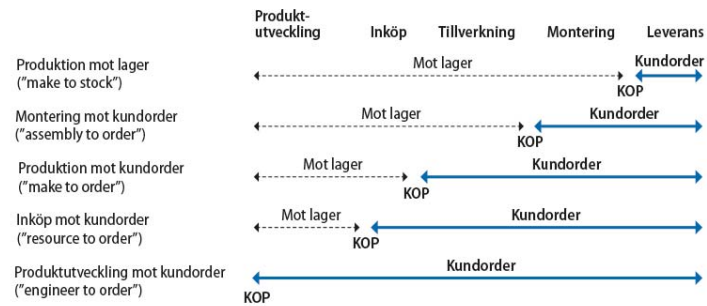 Produkt-
utveckling Inköp Tillverkning Montering Leverans
Produktion mot lager
("make to stock")
Mot lager
Kundorder
KOP
Montering mot kundorder
("assembly to order")
Mot lager
Kundorder
KOP
Produktion mot kundorder
("make to order")
Mot lager
Kundorder
KOP
Inköp mot kundorder
("resource to order")
Mot lager
Kundorder
KOP
Produktutveckling mot kundorder
("engineer to order")
Kundorder
KOP